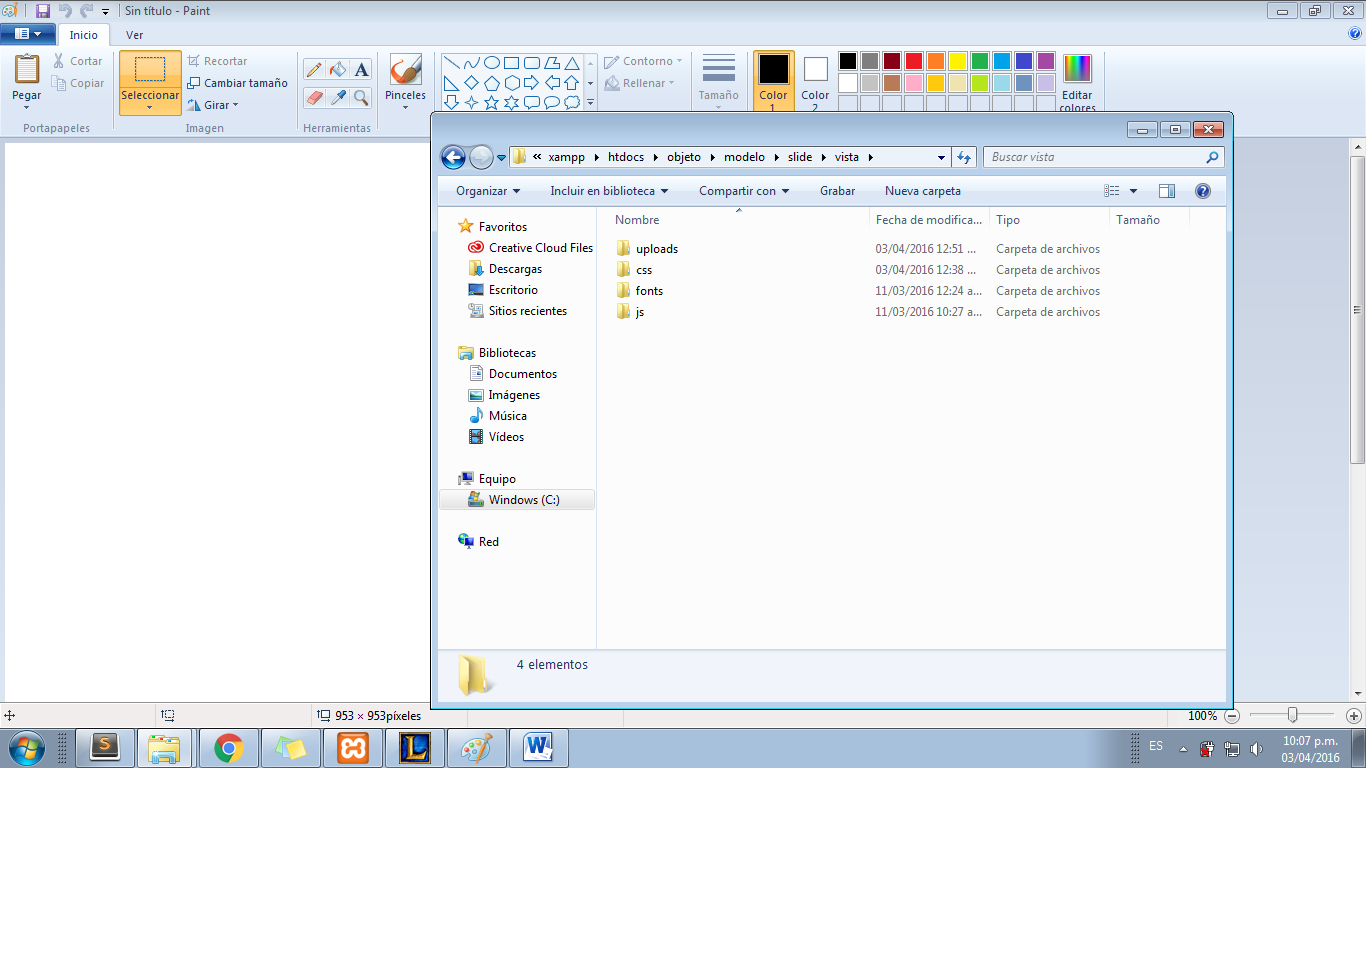 Sin título - Paint
Inicio
Ver
Pegar
Cortar
Copiar
Portapapeles
Seleccionar
Recortar
Cambiar tamaño
Girar
Imagen
A
Herramientas
Pinceles
Contorno
Rellenar
Tamaño
Color
1
Color
2
Editar
colores
« xampp
htdocs
objeto
modelo
slide
vista
Buscar vista
Organizar
Incluir en biblioteca
Compartir con
Grabar
Nueva carpeta
Favoritos
Creative Cloud Files
Descargas
Escritorio
Sitios recientes
Bibliotecas
Documentos
Imágenes
Música
Vídeos
Equipo
Windows (C:)
Red
Nombre Fecha de modifica... Tipo Tamaño
uploads 03/04/2016 12:51 ... Carpeta de archivos
css 03/04/2016 12:38 ... Carpeta de archivos
fonts 11/03/2016 12:24 a... Carpeta de archivos
js 11/03/2016 10:27 a... Carpeta de archivos
4 elementos
953 × 953píxeles
100%
S
L
W
ES
10:07 p.m.
03/04/2016